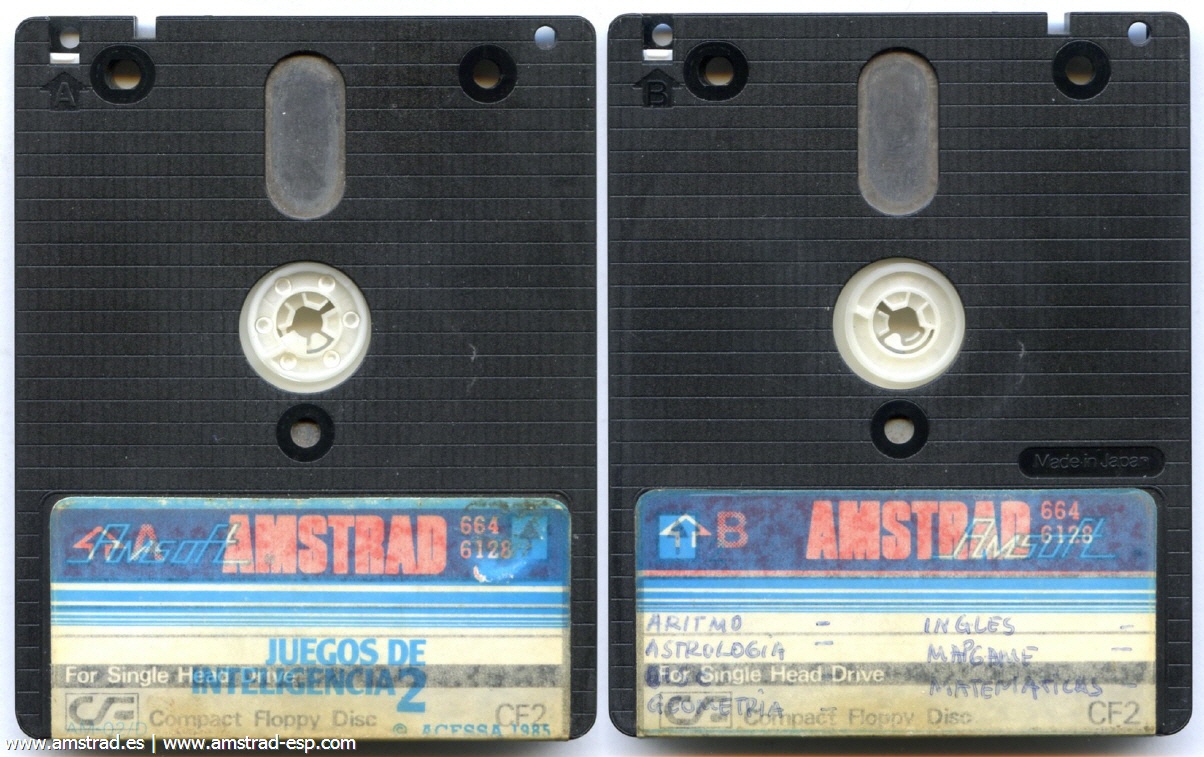 A
Amsoft AMSTRAD 664
6128
JUEGOS DE
INTELIGENCIA 2
For Single Head Drive
Compact Floppy Disc CF2
© ACESSA 1985
B
Made in Japan
B AMSTRAD Amsoft 664
6128
ARITMO - INGLES -
ASTROLOGIA - MAPGAME -
For Single Head Drive
MATEMATICAS -
GEOMETRIA -
Compact Floppy Disc CF2
www.amstrad.es | www.amstrad-esp.com